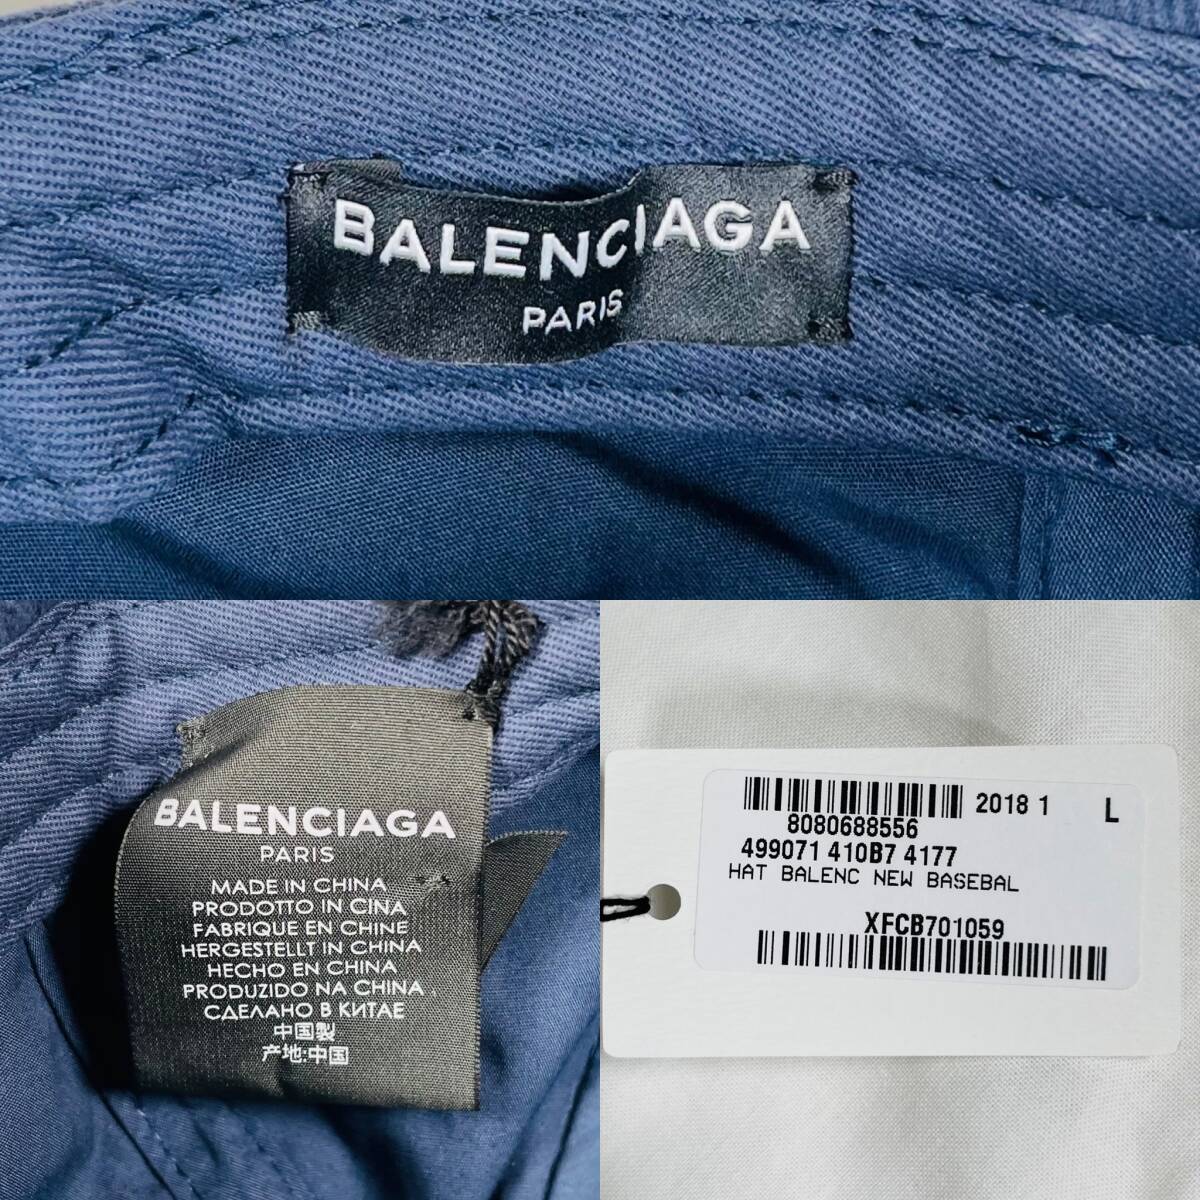 BALENCIAGA
PARIS
BALENCIAGA
PARIS
MADE IN CHINA
PRODOTTO IN CINA
FABRIQUE EN CHINE
HERGESTELLT IN CHINA
HECHO EN CHINA
PRODUZIDO NA CHINA
СДЕЛАНО В КИТАЕ
中国製
产地:中国
2018 1 L
8080688556
499071 410B7 4177
HAT BALENC NEW BASEBAL
XFCB701059